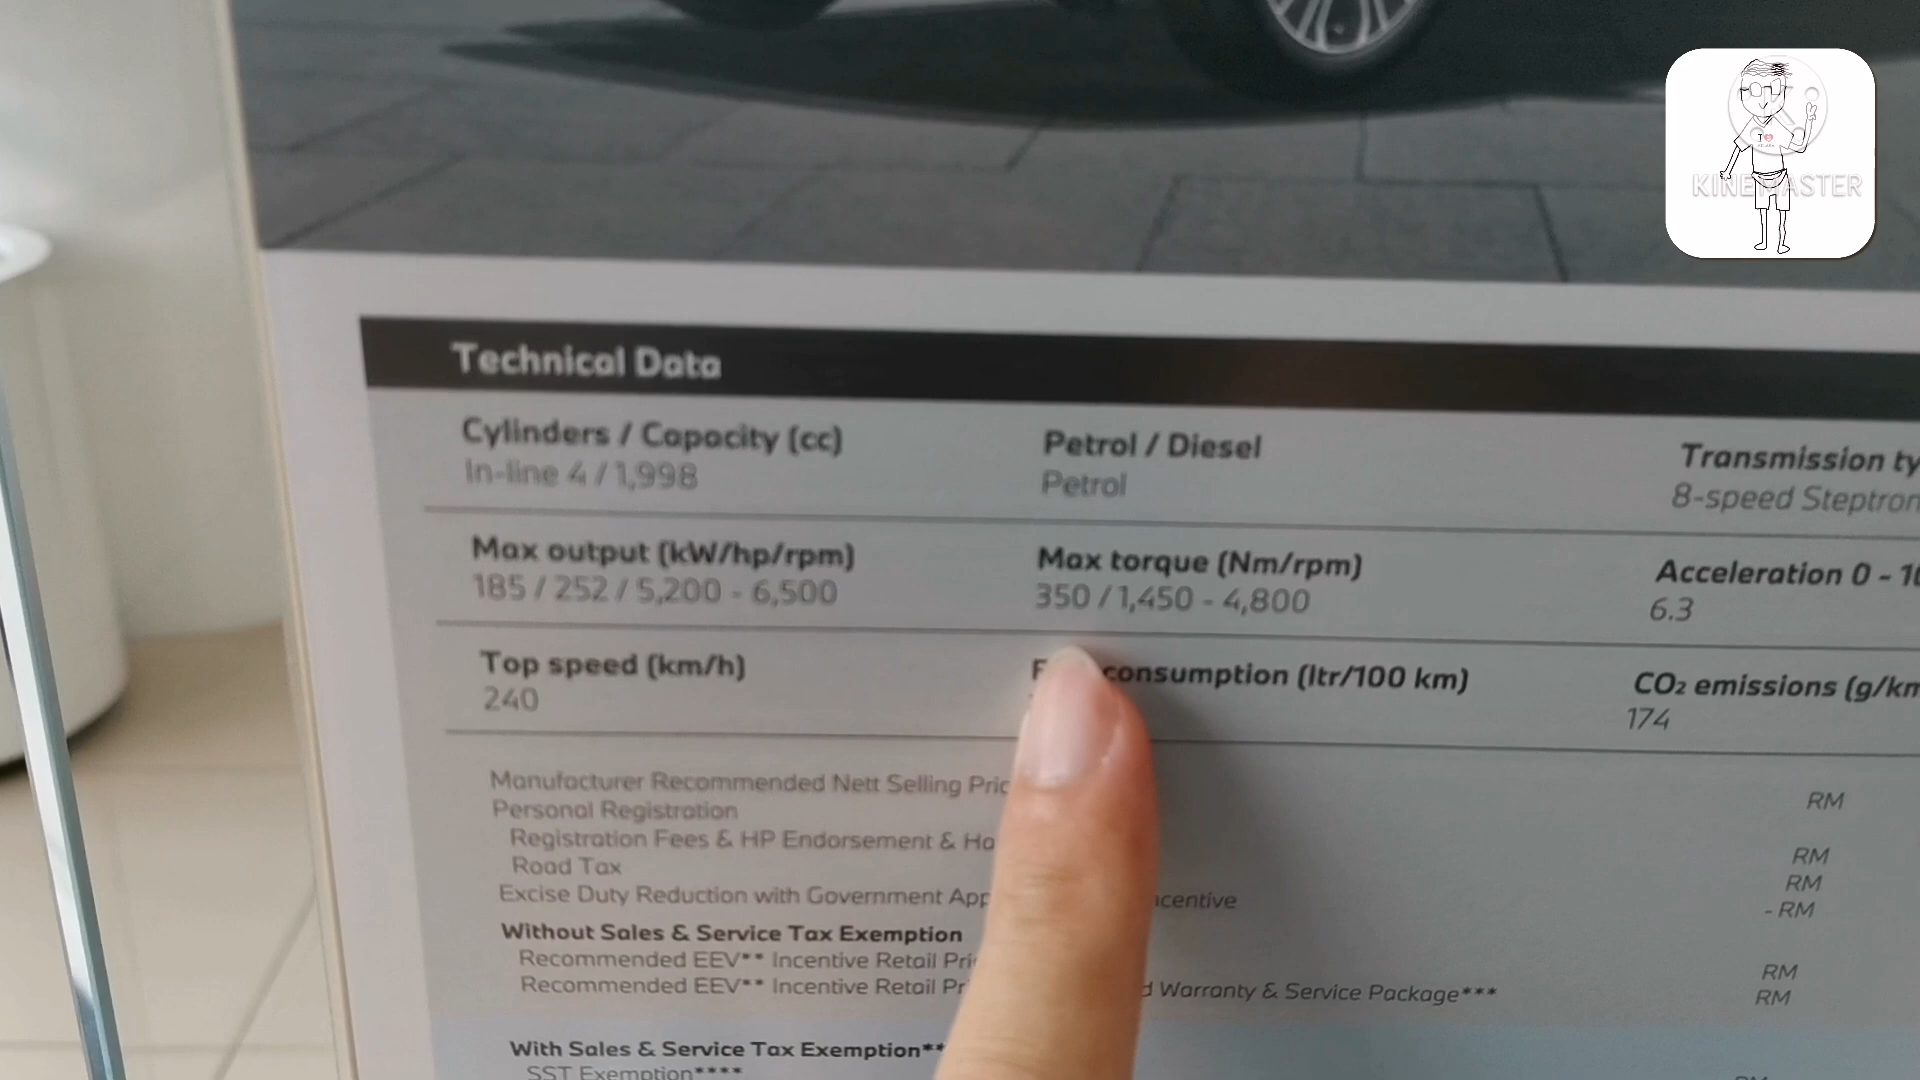 KINEMASTER
Technical Data
Cylinders / Capacity (cc)
In-line 4 / 1,998
Petrol / Diesel
Petrol
Transmission ty
8-speed Steptron
Max output (kW/hp/rpm)
185 / 252 / 5,200 - 6,500
Max torque (Nm/rpm)
350 / 1,450 - 4,800
Acceleration 0 - 10
6.3
Top speed (km/h)
240
consumption (ltr/100 km)
CO₂ emissions (g/km
174
Manufacturer Recommended Nett Selling Pric
RM
Personal Registration
Registration Fees & HP Endorsement & Ha
RM
Road Tax
RM
Excise Duty Reduction with Government App
ncentive
- RM
Without Sales & Service Tax Exemption
Recommended EEV** Incentive Retail Pri
RM
Recommended EEV** Incentive Retail Pr
d Warranty & Service Package***
RM
With Sales & Service Tax Exemption**
SST Exemption****